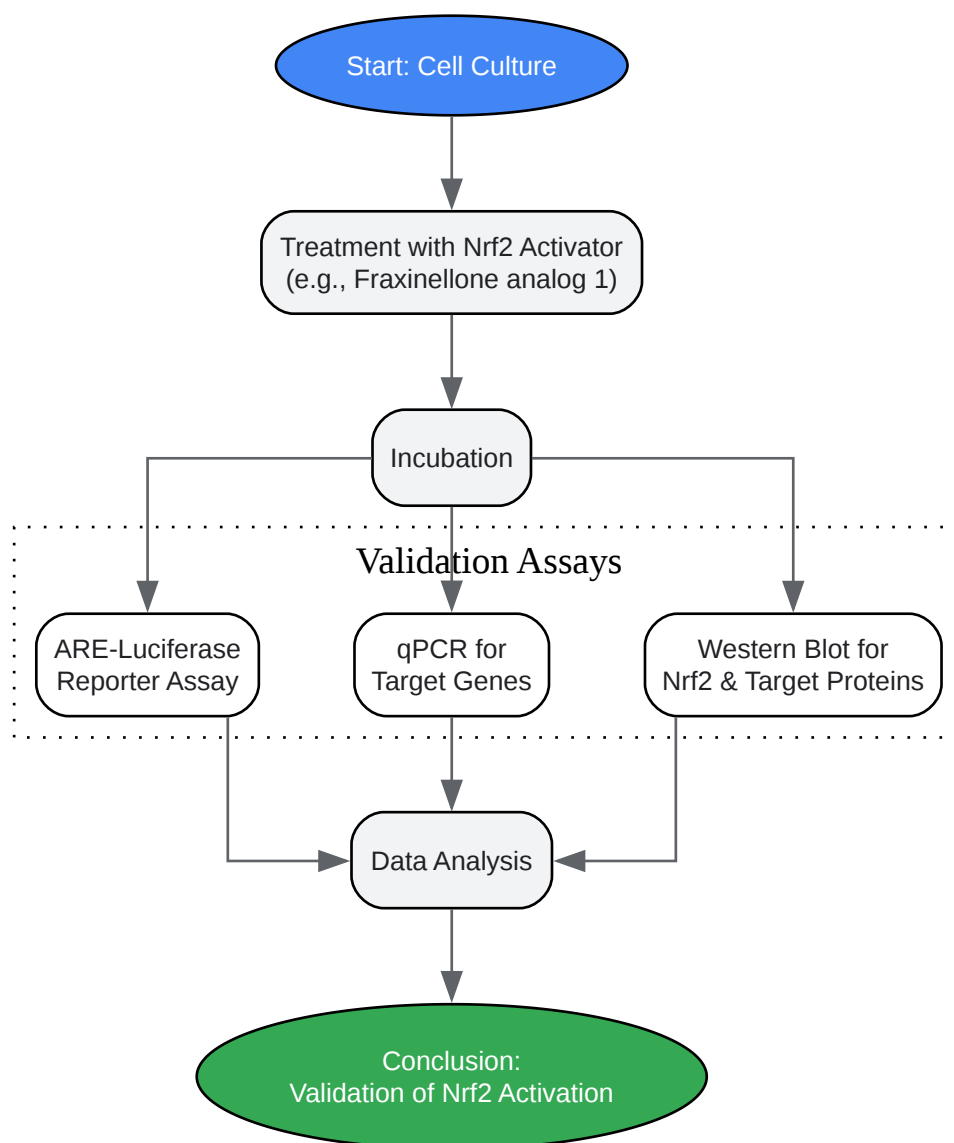 Start: Cell Culture
Treatment with Nrf2 Activator
(e.g., Fraxinellone analog 1)
Incubation
Validation Assays
ARE-Luciferase
Reporter Assay
qPCR for
Target Genes
Western Blot for
Nrf2 & Target Proteins
Data Analysis
Conclusion:
Validation of Nrf2 Activation